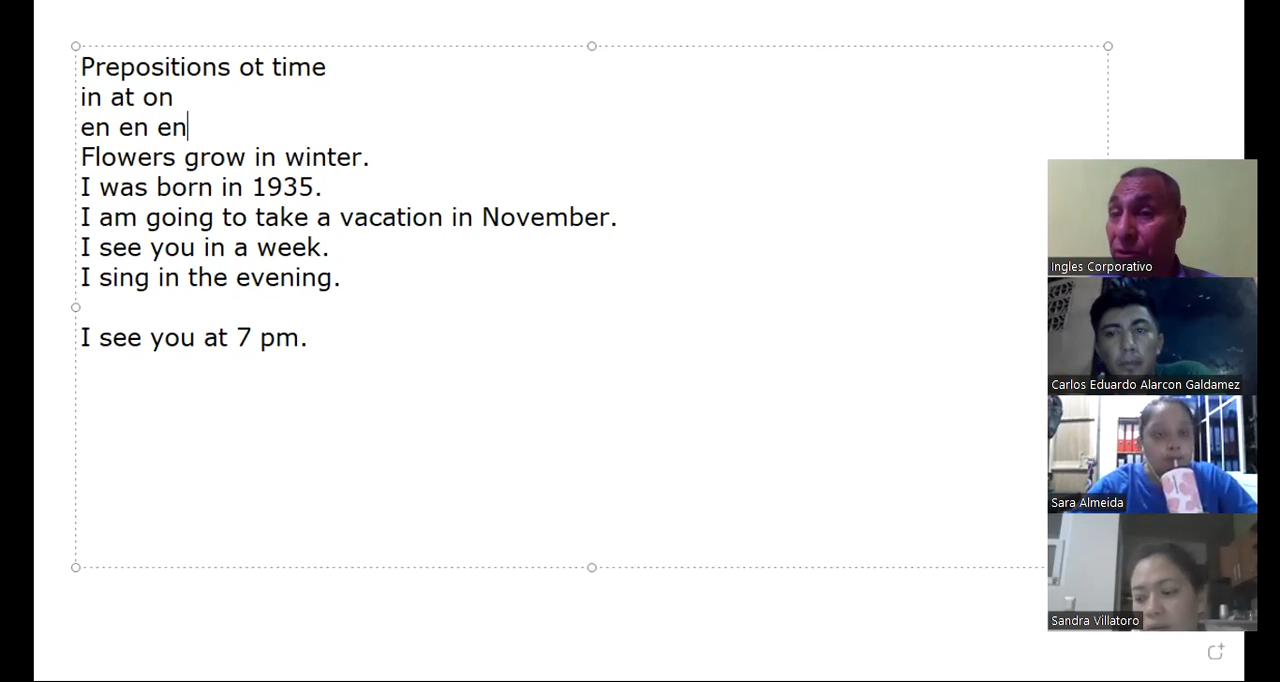 Prepositions ot time
in at on
en en en
Flowers grow in winter.
I was born in 1935.
I am going to take a vacation in November.
I see you in a week.
I sing in the evening.
I see you at 7 pm.
Ingles Corporativo
Carlos Eduardo Alarcon Galdamez
Sara Almeida
Sandra Villatoro